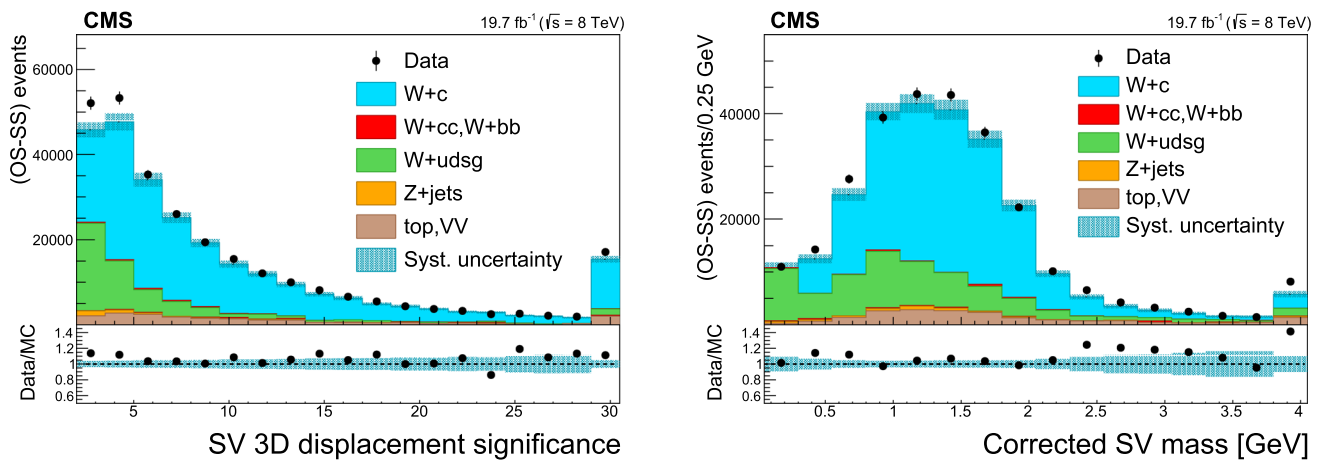 CMS
19.7 fb⁻¹ (√s = 8 TeV)
(OS-SS) events
60000
40000
20000
Data
W+c
W+cc,W+bb
W+udsg
Z+jets
top,VV
Syst. uncertainty
Data/MC
1.4
1.2
1
0.8
0.6
5 10 15 20 25 30
SV 3D displacement significance
CMS
19.7 fb⁻¹ (√s = 8 TeV)
(OS-SS) events/0.25 GeV
40000
20000
Data
W+c
W+cc,W+bb
W+udsg
Z+jets
top,VV
Syst. uncertainty
Data/MC
1.4
1.2
1
0.8
0.6
0.5 1 1.5 2 2.5 3 3.5 4
Corrected SV mass [GeV]